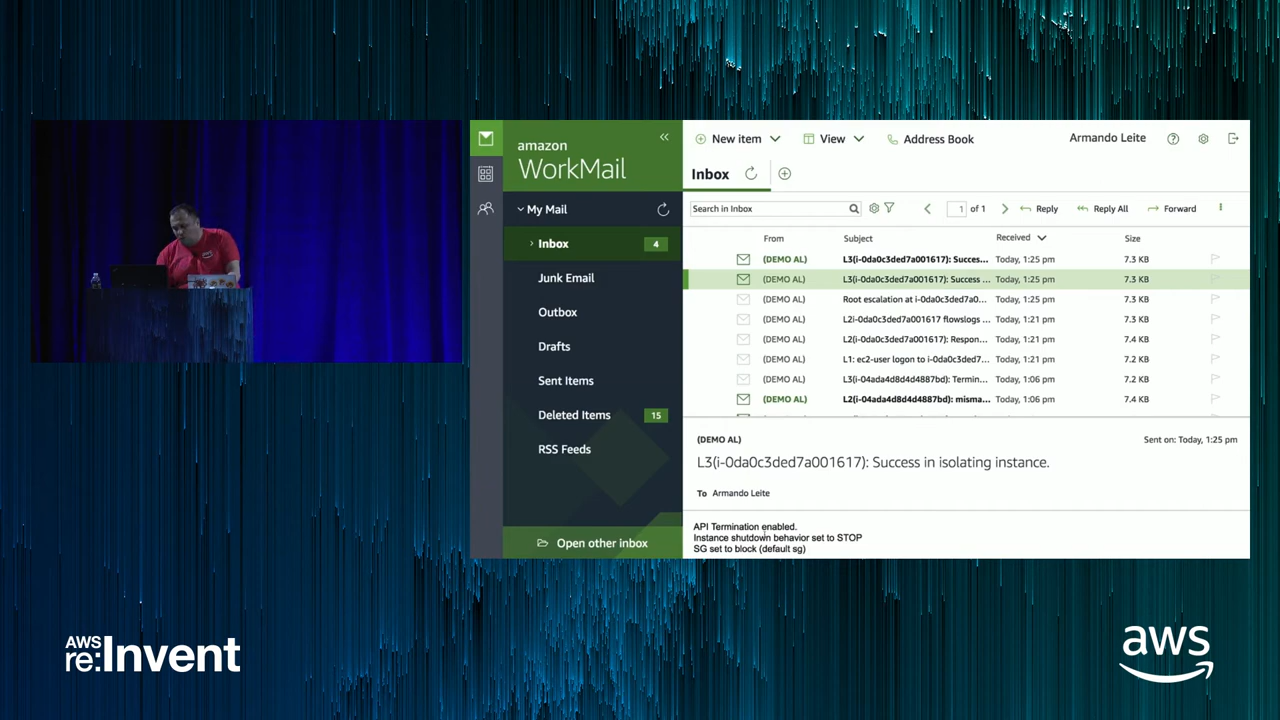 amazon
WorkMail
New item
View
Address Book
Armando Leite
Inbox
My Mail
Search in Inbox
1 of 1
Reply
Reply All
Forward
Inbox 4
Junk Email
Outbox
Drafts
Sent Items
Deleted Items 15
RSS Feeds
Open other inbox
From Subject Received Size
(DEMO AL) L3(i-0da0c3ded7a001617): Succes... Today, 1:25 pm 7.3 KB
(DEMO AL) L3(i-0da0c3ded7a001617): Success ... Today, 1:25 pm 7.3 KB
(DEMO AL) Root escalation at i-0da0c3ded7a0... Today, 1:25 pm 7.3 KB
(DEMO AL) L2i-0da0c3ded7a001617 flowslogs ... Today, 1:21 pm 7.3 KB
(DEMO AL) L2(i-0da0c3ded7a001617): Respon... Today, 1:21 pm 7.4 KB
(DEMO AL) L1: ec2-user logon to i-0da0c3ded7... Today, 1:21 pm 7.2 KB
(DEMO AL) L3(i-04ada4d8d4d4887bd): Termin... Today, 1:06 pm 7.2 KB
(DEMO AL) L2(i-04ada4d8d4d4887bd): misma... Today, 1:06 pm 7.4 KB
(DEMO AL) Sent on: Today, 1:25 pm
L3(i-0da0c3ded7a001617): Success in isolating instance.
To Armando Leite
API Termination enabled.
Instance shutdown behavior set to STOP
SG set to block (default sg)
AWS
re:Invent
aws